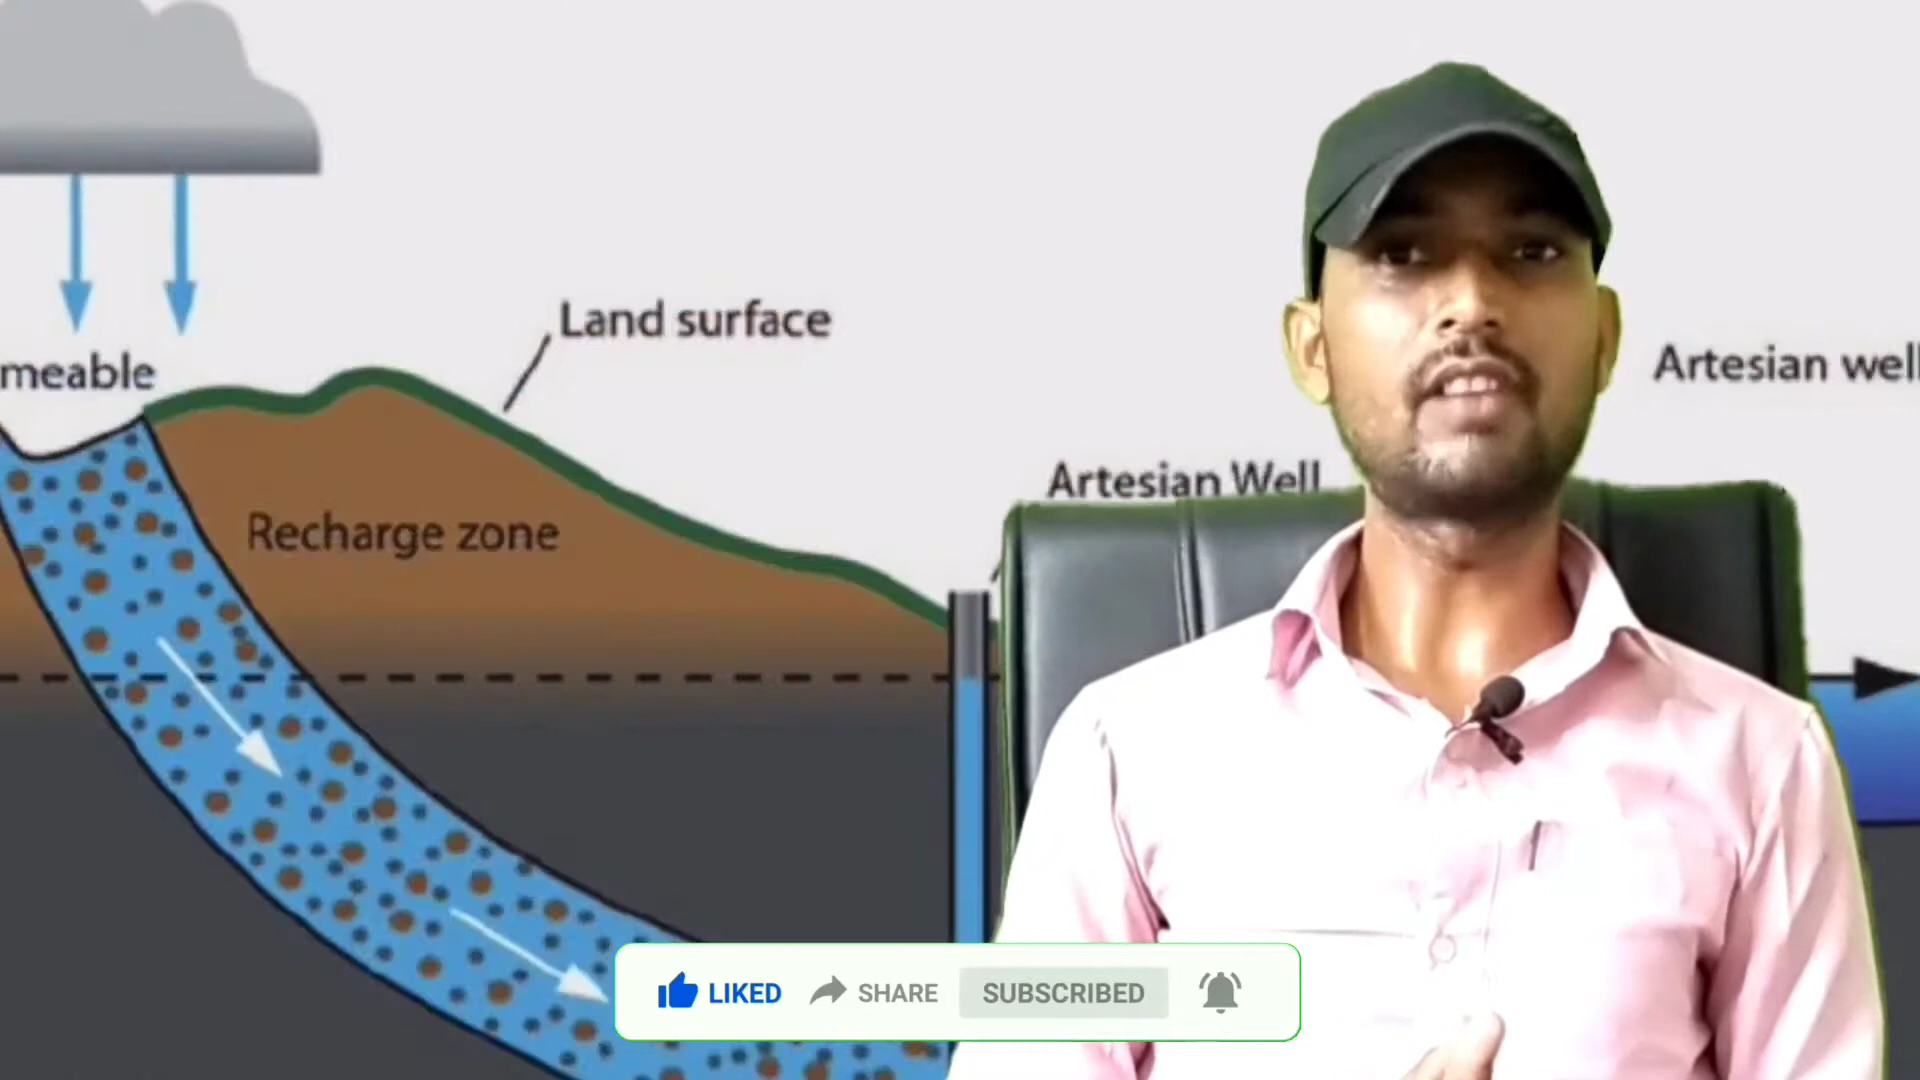 Land surface
meable
Artesian well
Artesian Well
Recharge zone
LIKED
SHARE
SUBSCRIBED